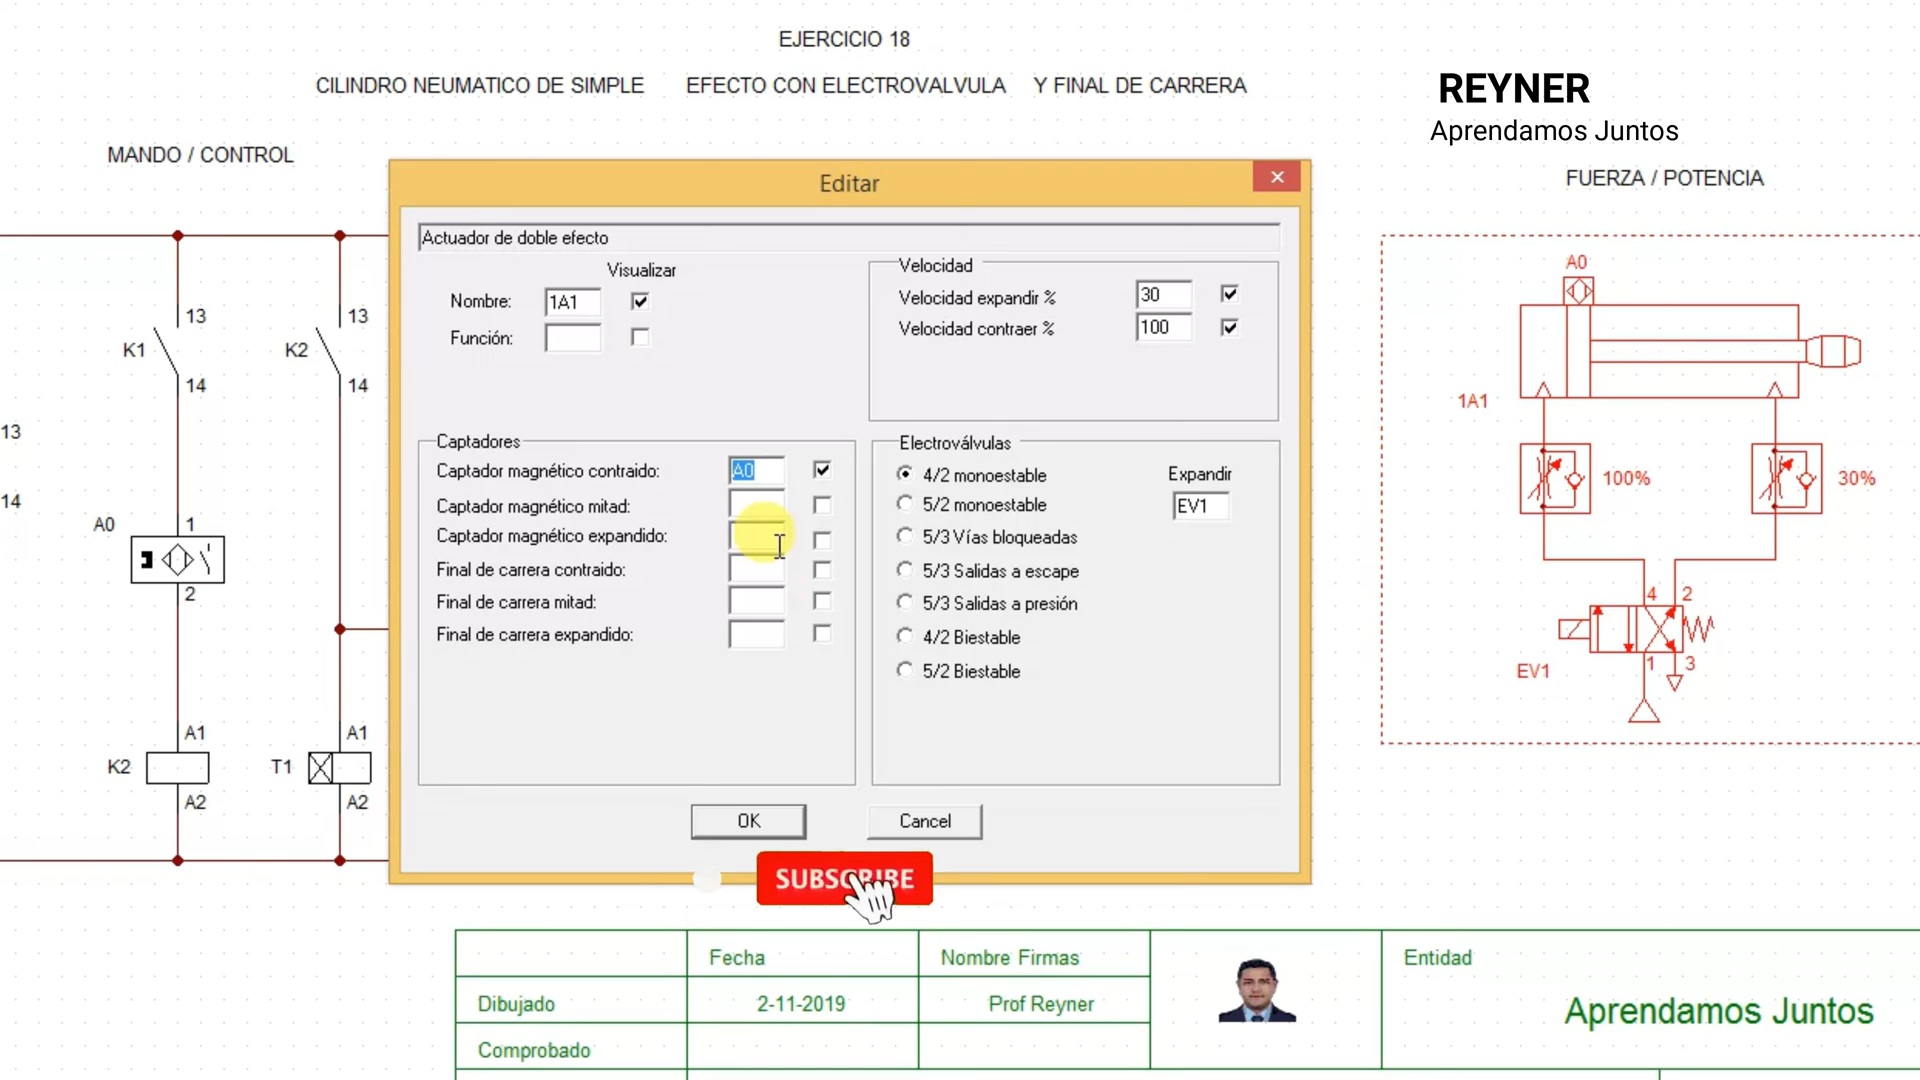 EJERCICIO 18
CILINDRO NEUMATICO DE SIMPLE EFECTO CON ELECTROVALVULA Y FINAL DE CARRERA
REYNER
Aprendamos Juntos
MANDO / CONTROL
FUERZA / POTENCIA
13
14
K1
13
14
A0
1
2
K2
A1
A2
K2
13
14
T1
A1
A2
Editar
Actuador de doble efecto
Visualizar
Nombre: 1A1
Función:
Velocidad
Velocidad expandir % 30
Velocidad contraer % 100
Captadores
Captador magnético contraido: A0
Captador magnético mitad:
Captador magnético expandido:
Final de carrera contraido:
Final de carrera mitad:
Final de carrera expandido:
Electroválvulas
4/2 monoestable
5/2 monoestable
5/3 Vías bloqueadas
5/3 Salidas a escape
5/3 Salidas a presión
4/2 Biestable
5/2 Biestable
Expandir
EV1
OK
Cancel
SUBSCRIBE
A0
1A1
100%
30%
4 2
EV1
1 3
Fecha
Nombre Firmas
Entidad
Dibujado
2-11-2019
Prof Reyner
Aprendamos Juntos
Comprobado